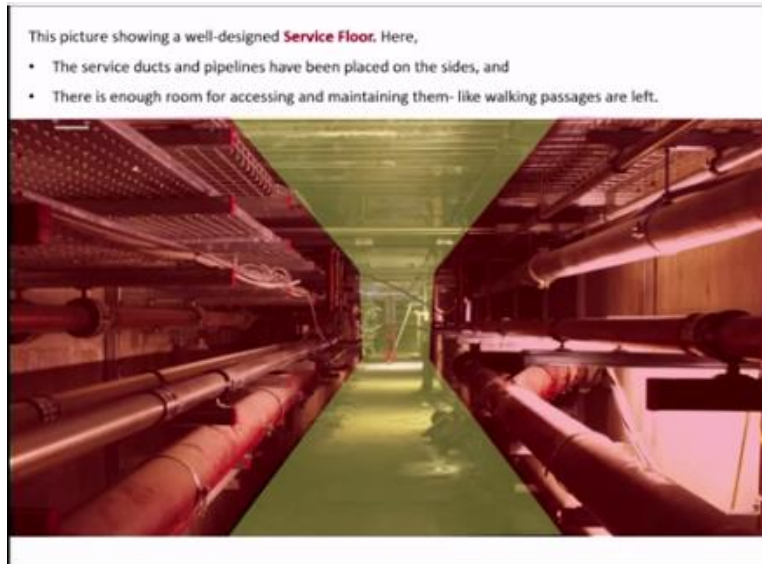 This picture showing a well-designed Service Floor. Here,
• The service ducts and pipelines have been placed on the sides, and
• There is enough room for accessing and maintaining them- like walking passages are left.